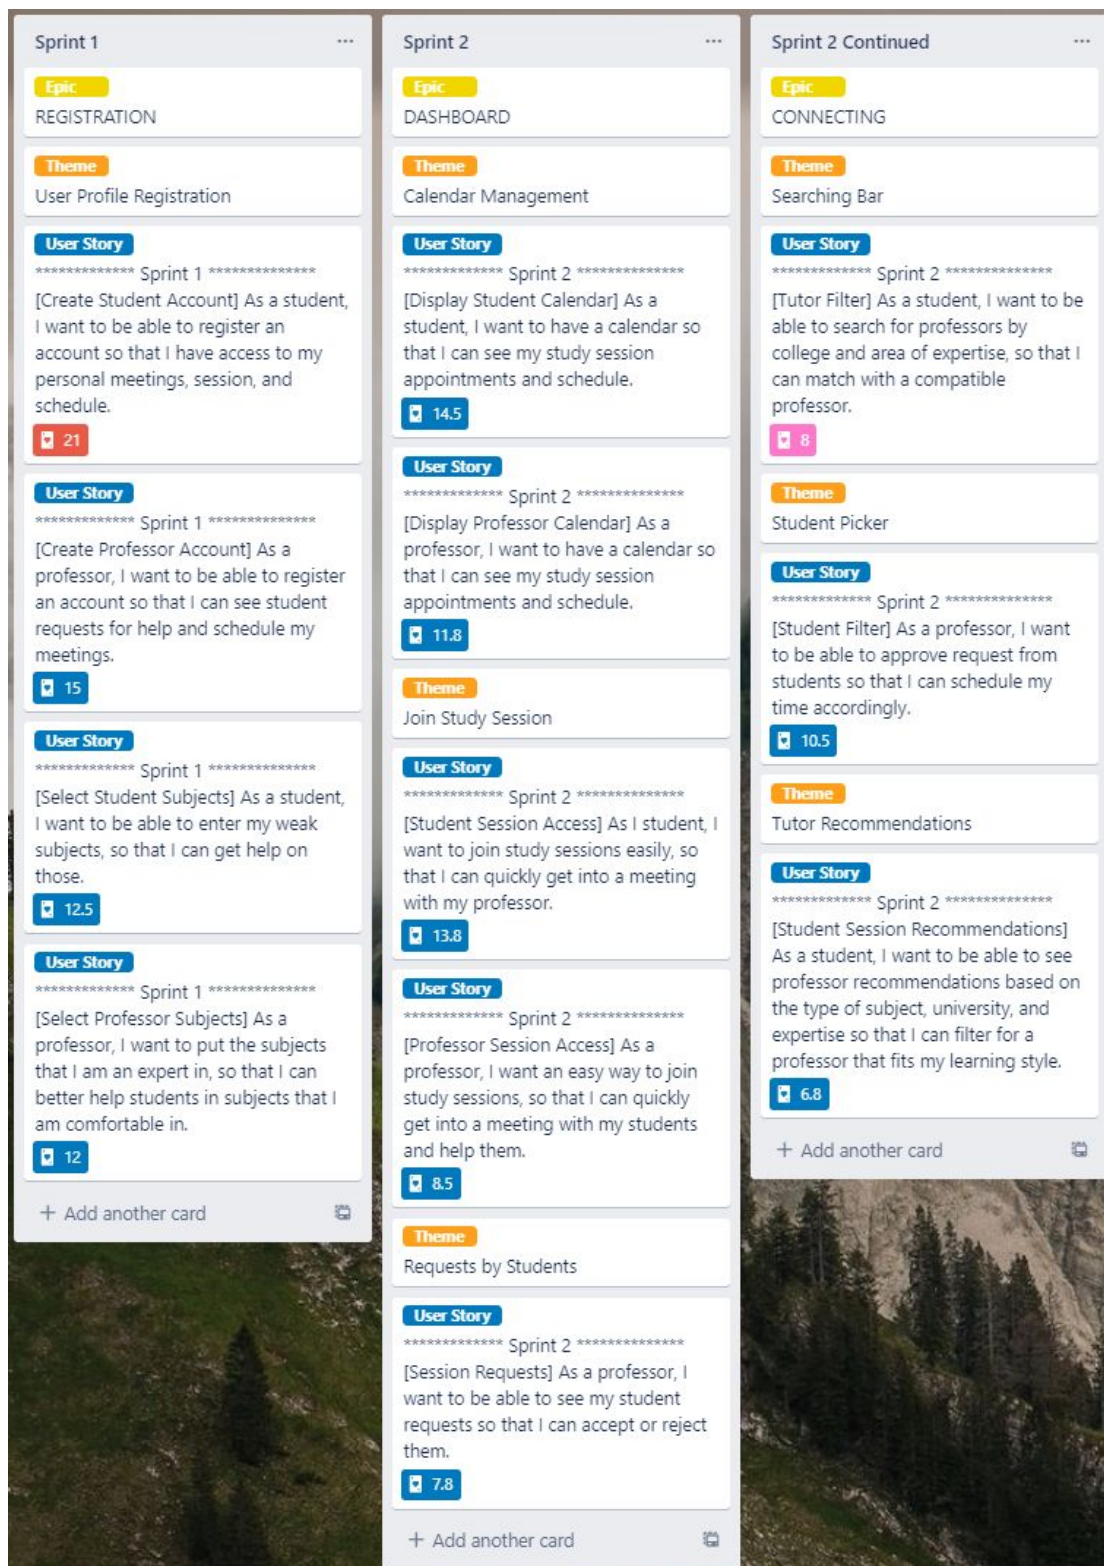 Sprint 1
Epic
REGISTRATION
Theme
User Profile Registration
User Story
************* Sprint 1 **************
[Create Student Account] As a student,
I want to be able to register an
account so that I have access to my
personal meetings, session, and
schedule.
21
User Story
************* Sprint 1 **************
[Create Professor Account] As a
professor, I want to be able to register
an account so that I can see student
requests for help and schedule my
meetings.
15
User Story
************* Sprint 1 **************
[Select Student Subjects] As a student,
I want to be able to enter my weak
subjects, so that I can get help on
those.
12.5
User Story
************* Sprint 1 **************
[Select Professor Subjects] As a
professor, I want to put the subjects
that I am an expert in, so that I can
better help students in subjects that I
am comfortable in.
12
+ Add another card
Sprint 2
Epic
DASHBOARD
Theme
Calendar Management
User Story
************* Sprint 2 **************
[Display Student Calendar] As a
student, I want to have a calendar so
that I can see my study session
appointments and schedule.
14.5
User Story
************* Sprint 2 **************
[Display Professor Calendar] As a
professor, I want to have a calendar so
that I can see my study session
appointments and schedule.
11.8
Theme
Join Study Session
User Story
************* Sprint 2 **************
[Student Session Access] As I student, I
want to join study sessions easily, so
that I can quickly get into a meeting
with my professor.
13.8
User Story
************* Sprint 2 **************
[Professor Session Access] As a
professor, I want an easy way to join
study sessions, so that I can quickly
get into a meeting with my students
and help them.
8.5
Theme
Requests by Students
User Story
************* Sprint 2 **************
[Session Requests] As a professor, I
want to be able to see my student
requests so that I can accept or reject
them.
7.8
+ Add another card
Sprint 2 Continued
Epic
CONNECTING
Theme
Searching Bar
User Story
************* Sprint 2 **************
[Tutor Filter] As a student, I want to be
able to search for professors by
college and area of expertise, so that I
can match with a compatible
professor.
8
Theme
Student Picker
User Story
************* Sprint 2 **************
[Student Filter] As a professor, I want
to be able to approve request from
students so that I can schedule my
time accordingly.
10.5
Theme
Tutor Recommendations
User Story
************* Sprint 2 **************
[Student Session Recommendations]
As a student, I want to be able to see
professor recommendations based on
the type of subject, university, and
expertise so that I can filter for a
professor that fits my learning style.
6.8
+ Add another card